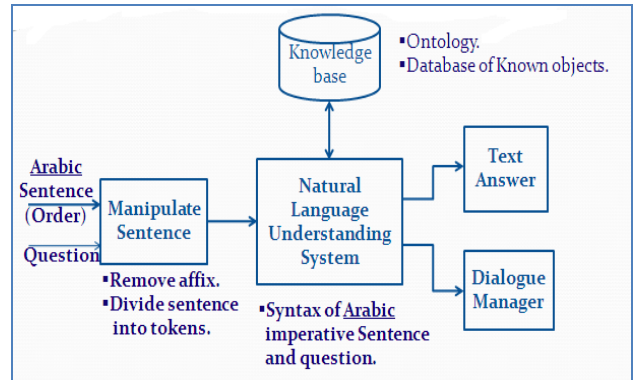 Knowledge
base
▪Ontology.
▪Database of Known objects.
Arabic
Sentence
(Order)
Question
Manipulate
Sentence
▪Remove affix.
▪Divide sentence
into tokens.
Natural
Language
Understanding
System
▪Syntax of Arabic
imperative Sentence
and question.
Text
Answer
Dialogue
Manager